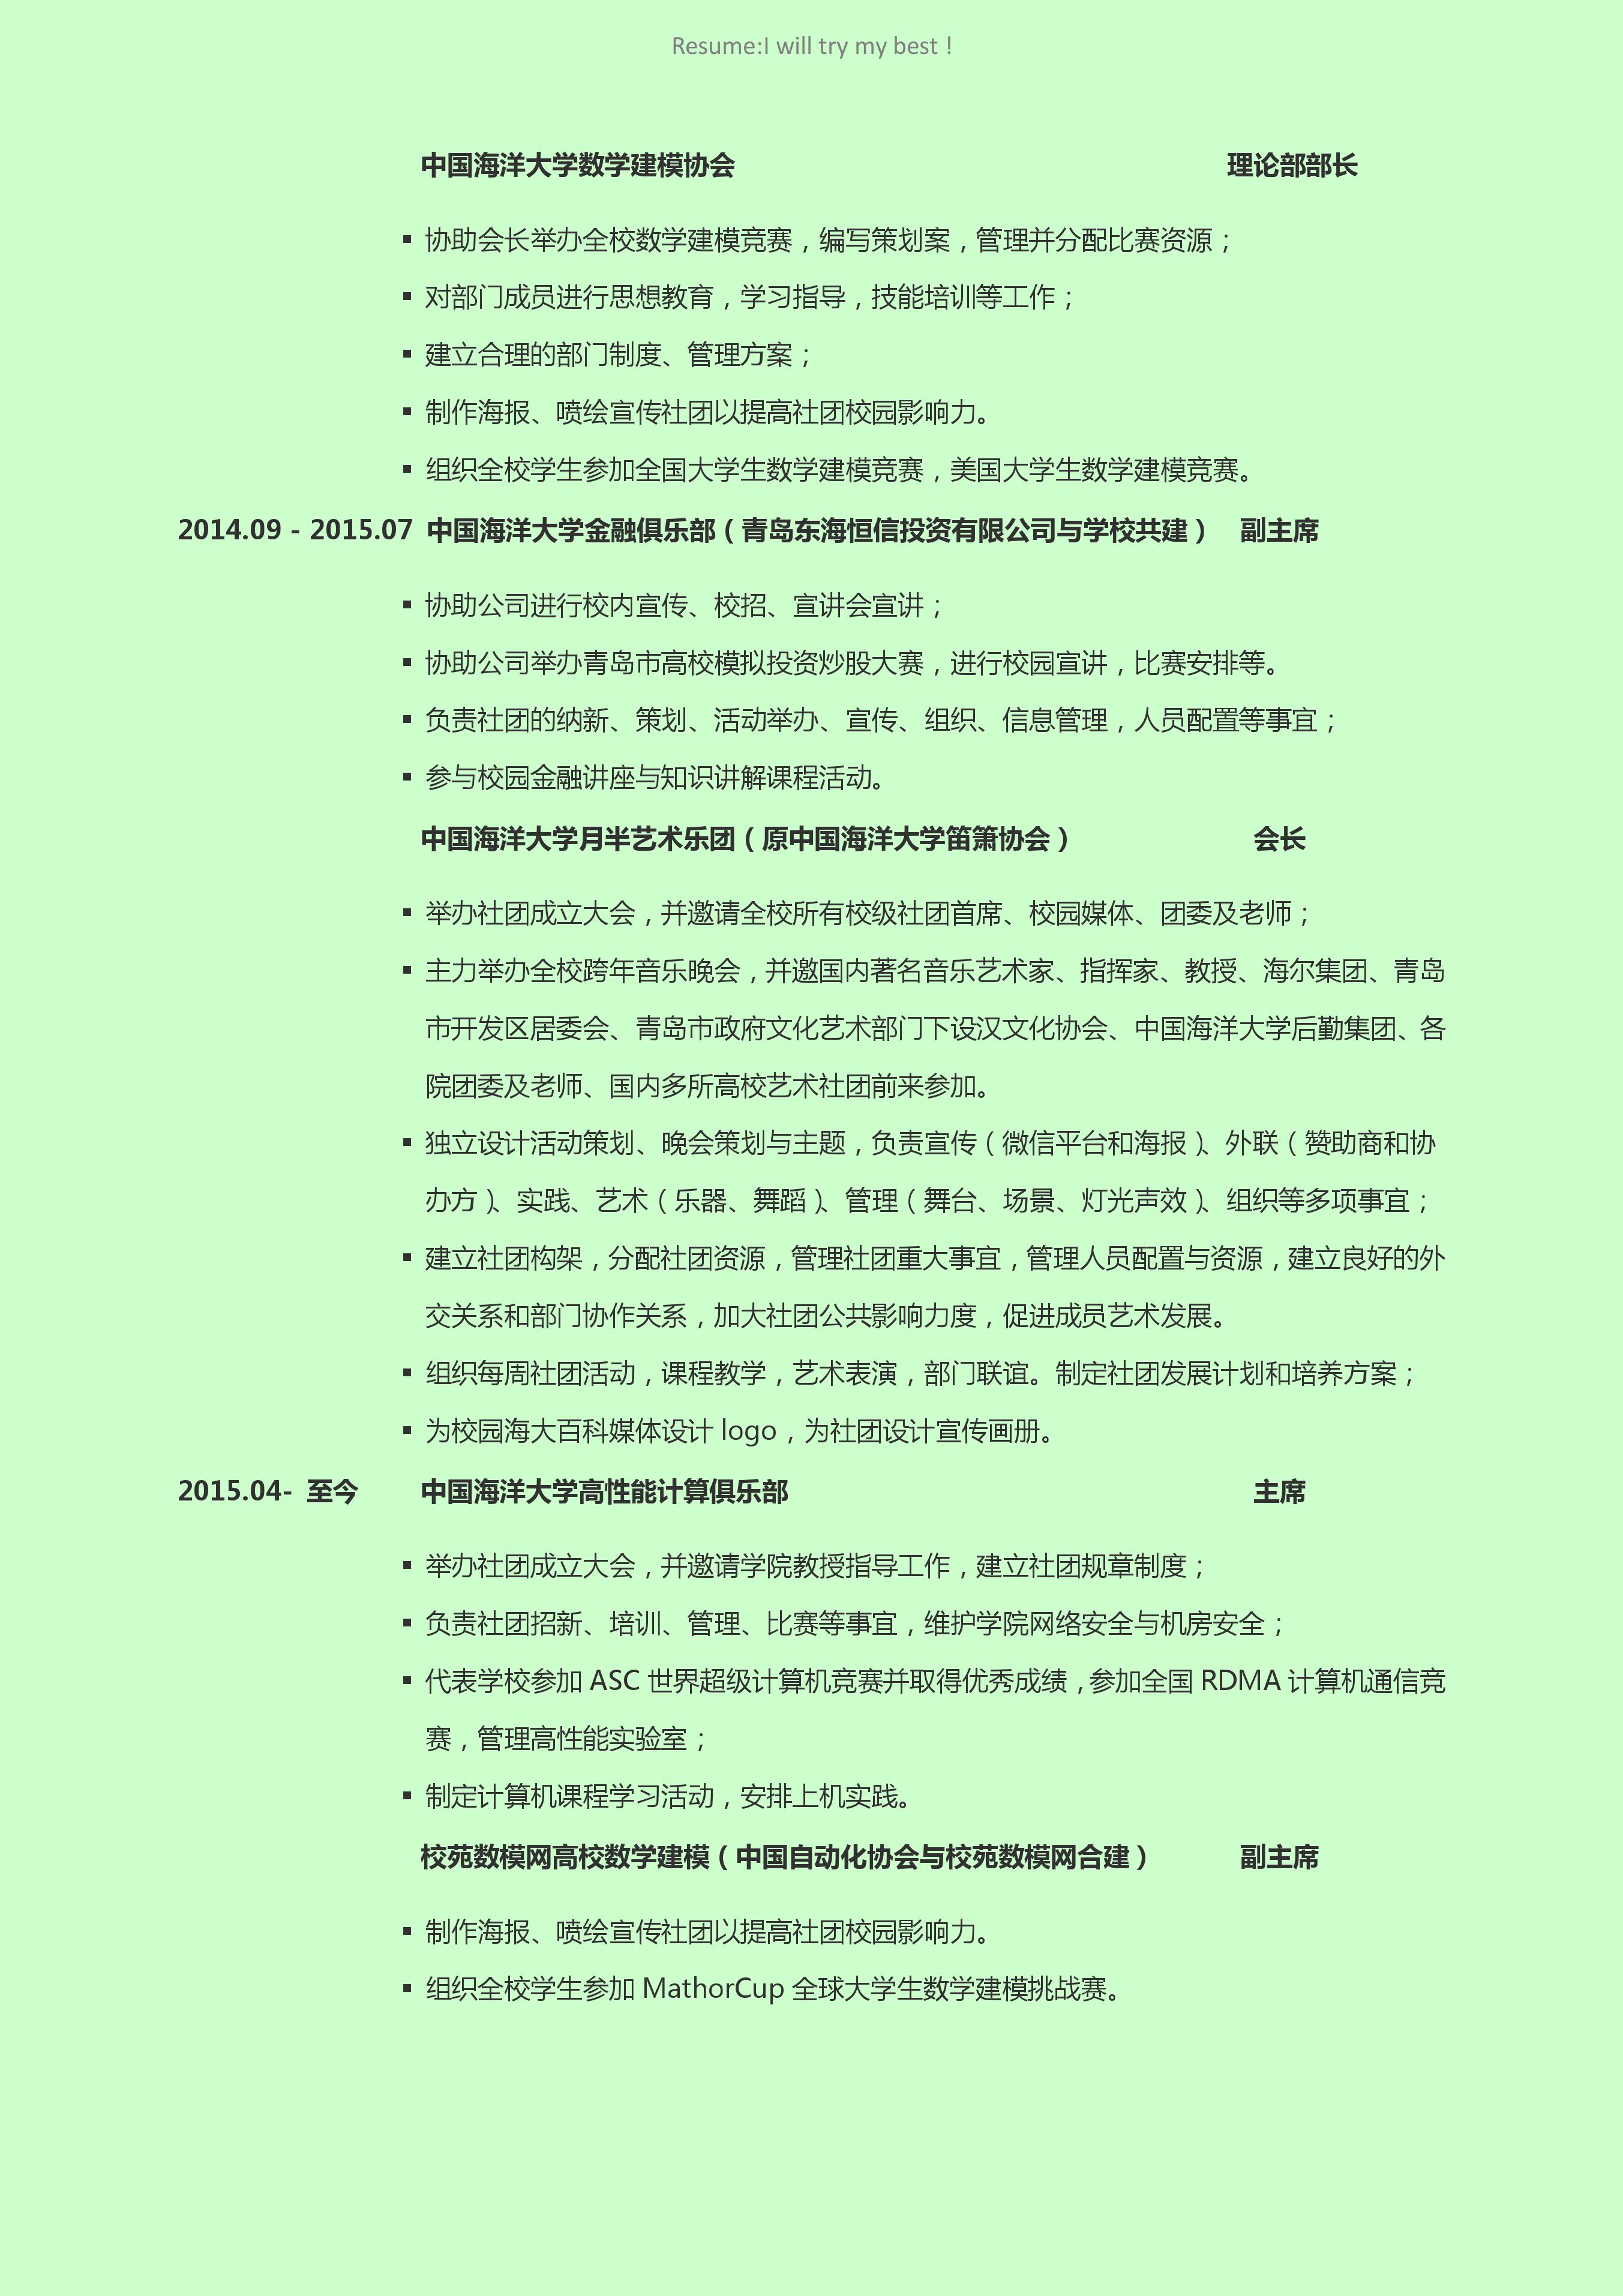 Resume:I will try my best！
中国海洋大学数学建模协会 理论部部长
▪ 协助会长举办全校数学建模竞赛，编写策划案，管理并分配比赛资源；
▪ 对部门成员进行思想教育，学习指导，技能培训等工作；
▪ 建立合理的部门制度、管理方案；
▪ 制作海报、喷绘宣传社团以提高社团校园影响力。
▪ 组织全校学生参加全国大学生数学建模竞赛，美国大学生数学建模竞赛。
2014.09 - 2015.07 中国海洋大学金融俱乐部（青岛东海恒信投资有限公司与学校共建） 副主席
▪ 协助公司进行校内宣传、校招、宣讲会宣讲；
▪ 协助公司举办青岛市高校模拟投资炒股大赛，进行校园宣讲，比赛安排等。
▪ 负责社团的纳新、策划、活动举办、宣传、组织、信息管理，人员配置等事宜；
▪ 参与校园金融讲座与知识讲解课程活动。
中国海洋大学月半艺术乐团（原中国海洋大学笛箫协会） 会长
▪ 举办社团成立大会，并邀请全校所有校级社团首席、校园媒体、团委及老师；
▪ 主力举办全校跨年音乐晚会，并邀国内著名音乐艺术家、指挥家、教授、海尔集团、青岛
市开发区居委会、青岛市政府文化艺术部门下设汉文化协会、中国海洋大学后勤集团、各
院团委及老师、国内多所高校艺术社团前来参加。
▪ 独立设计活动策划、晚会策划与主题，负责宣传（微信平台和海报）、外联（赞助商和协
办方）、实践、艺术（乐器、舞蹈）、管理（舞台、场景、灯光声效）、组织等多项事宜；
▪ 建立社团构架，分配社团资源，管理社团重大事宜，管理人员配置与资源，建立良好的外
交关系和部门协作关系，加大社团公共影响力度，促进成员艺术发展。
▪ 组织每周社团活动，课程教学，艺术表演，部门联谊。制定社团发展计划和培养方案；
▪ 为校园海大百科媒体设计 logo，为社团设计宣传画册。
2015.04- 至今 中国海洋大学高性能计算俱乐部 主席
▪ 举办社团成立大会，并邀请学院教授指导工作，建立社团规章制度；
▪ 负责社团招新、培训、管理、比赛等事宜，维护学院网络安全与机房安全；
▪ 代表学校参加 ASC 世界超级计算机竞赛并取得优秀成绩，参加全国 RDMA 计算机通信竞
赛，管理高性能实验室；
▪ 制定计算机课程学习活动，安排上机实践。
校苑数模网高校数学建模（中国自动化协会与校苑数模网合建） 副主席
▪ 制作海报、喷绘宣传社团以提高社团校园影响力。
▪ 组织全校学生参加 MathorCup 全球大学生数学建模挑战赛。